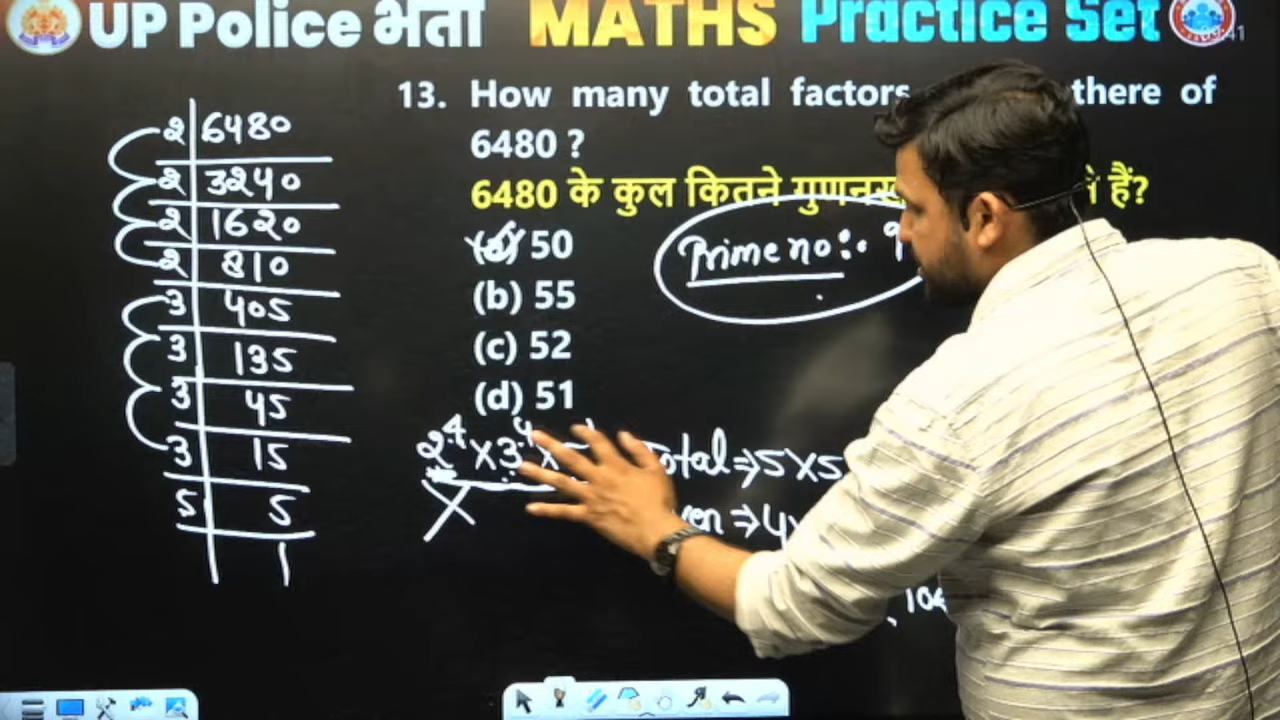 UP Police भर्ती MATHS Practice Set
41
13. How many total factors there of
6480 ?
6480 के कुल कितने हैं?
(a) 50
(b) 55
(c) 52
(d) 51
Prime no:.
2 | 6480
2 | 3240
2 | 1620
2 | 810
3 | 405
3 | 135
3 | 45
3 | 15
5 | 5
1
2⁴ × 3⁴ ×
Total ⇒ 5×5
⇒ 4×